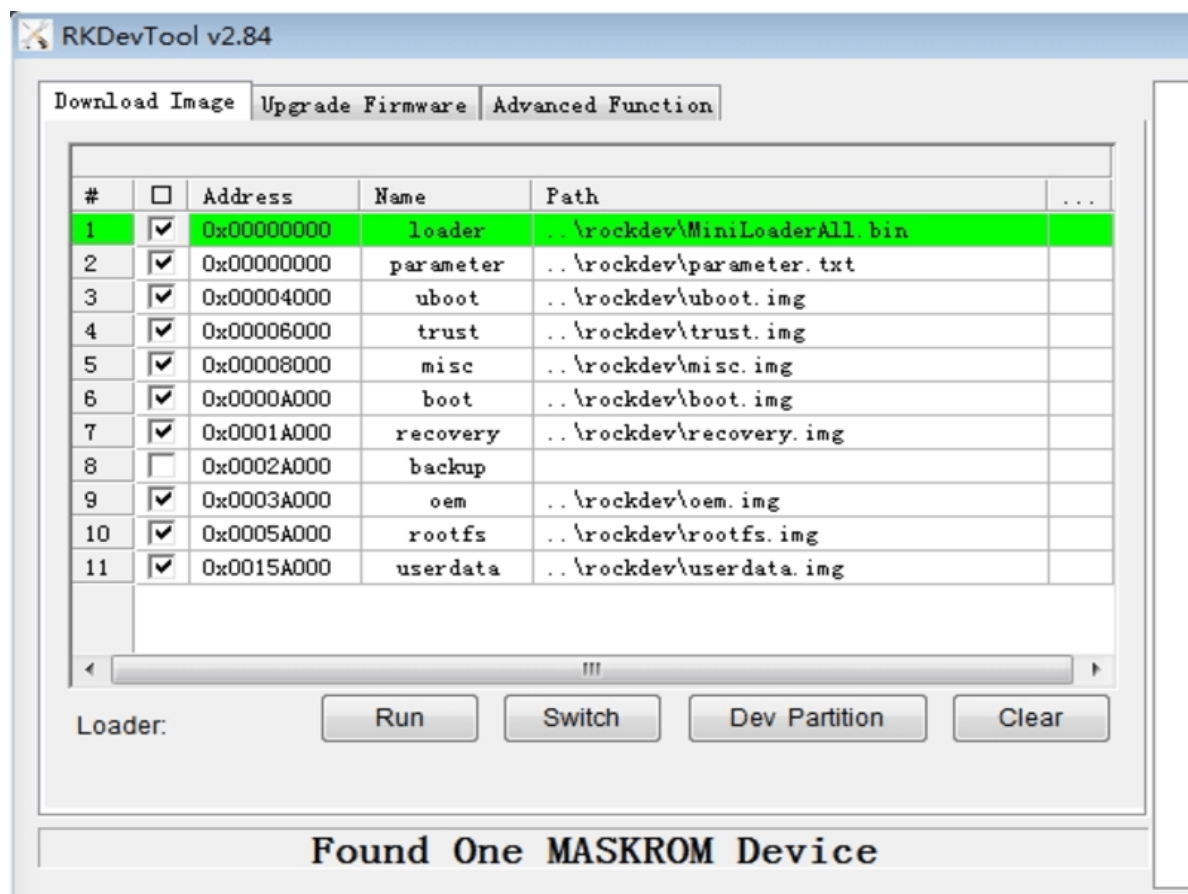 RKDevTool v2.84
Download Image Upgrade Firmware Advanced Function
# Address Name Path ...
1 0x00000000 loader ..\rockdev\MiniLoaderAll.bin
2 0x00000000 parameter ..\rockdev\parameter.txt
3 0x00004000 uboot ..\rockdev\uboot.img
4 0x00006000 trust ..\rockdev\trust.img
5 0x00008000 misc ..\rockdev\misc.img
6 0x0000A000 boot ..\rockdev\boot.img
7 0x0001A000 recovery ..\rockdev\recovery.img
8 0x0002A000 backup
9 0x0003A000 oem ..\rockdev\oem.img
10 0x0005A000 rootfs ..\rockdev\rootfs.img
11 0x0015A000 userdata ..\rockdev\userdata.img
Loader: Run Switch Dev Partition Clear
Found One MASKROM Device